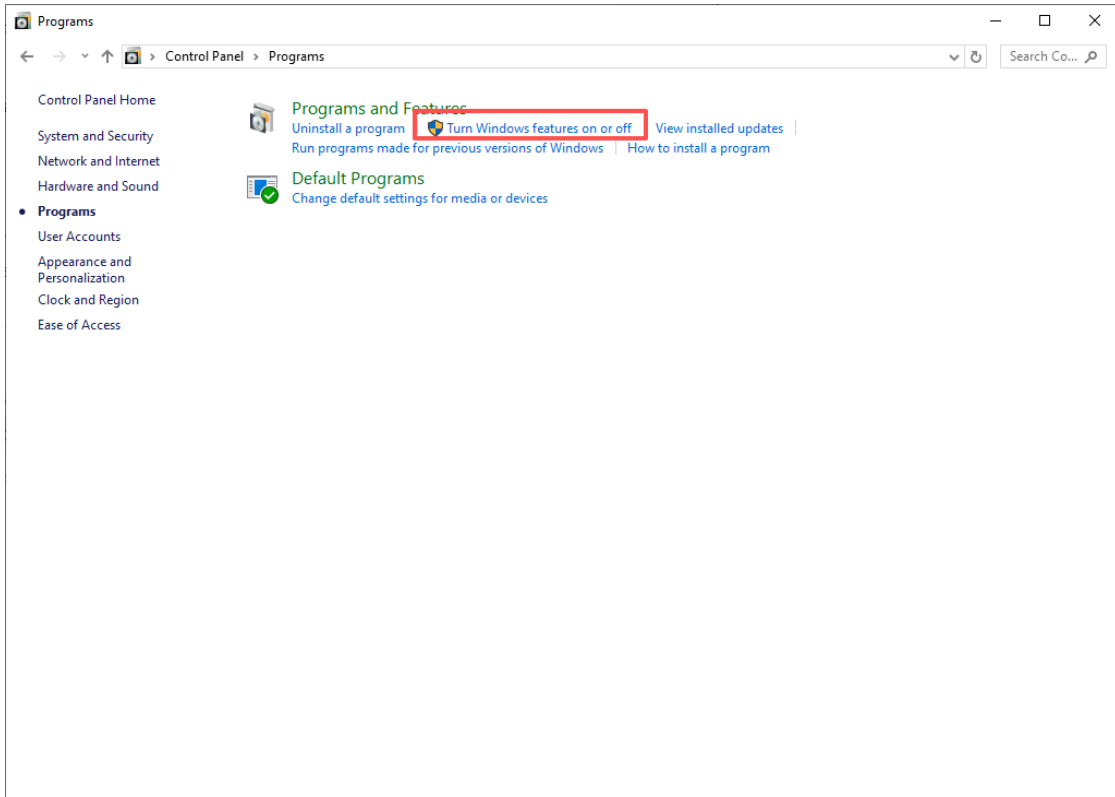 Programs
Control Panel > Programs
Search Co...
Control Panel Home
System and Security
Network and Internet
Hardware and Sound
Programs
User Accounts
Appearance and
Personalization
Clock and Region
Ease of Access
Programs and Features
Uninstall a program Turn Windows features on or off View installed updates
Run programs made for previous versions of Windows How to install a program
Default Programs
Change default settings for media or devices